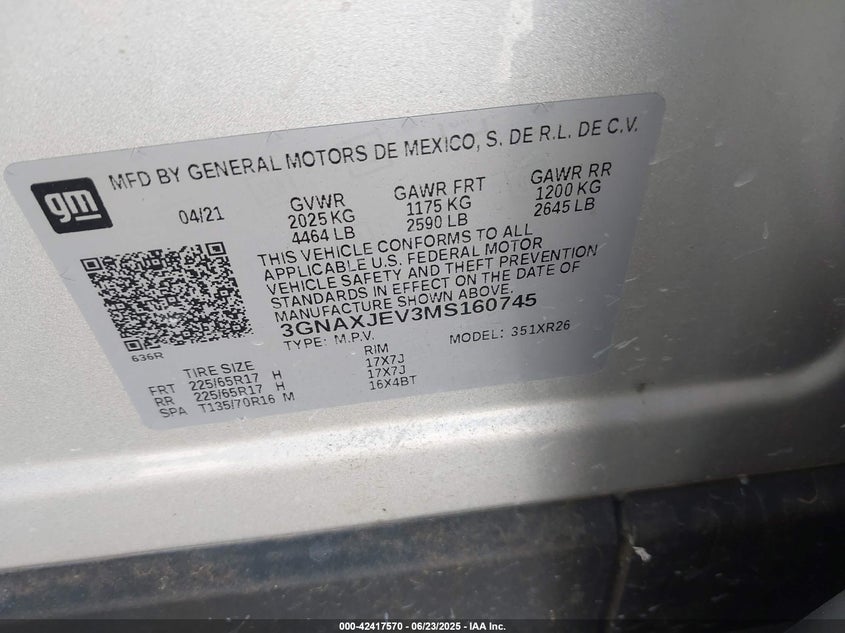 MFD BY GENERAL MOTORS DE MEXICO, S. DE R.L. DE C.V.
gm
04/21 GVWR GAWR FRT GAWR RR
2025 KG 1175 KG 1200 KG
4464 LB 2590 LB 2645 LB
THIS VEHICLE CONFORMS TO ALL
APPLICABLE U.S. FEDERAL MOTOR
VEHICLE SAFETY AND THEFT PREVENTION
STANDARDS IN EFFECT ON THE DATE OF
MANUFACTURE SHOWN ABOVE.
3GNAXJEV3MS160745
TYPE: M.P.V. MODEL: 351XR26
636R
TIRE SIZE RIM
FRT 225/65R17 H 17X7J
RR 225/65R17 H 17X7J
SPA T135/70R16 M 16X4BT
000-42417570 - 06/23/2025 - IAA Inc.